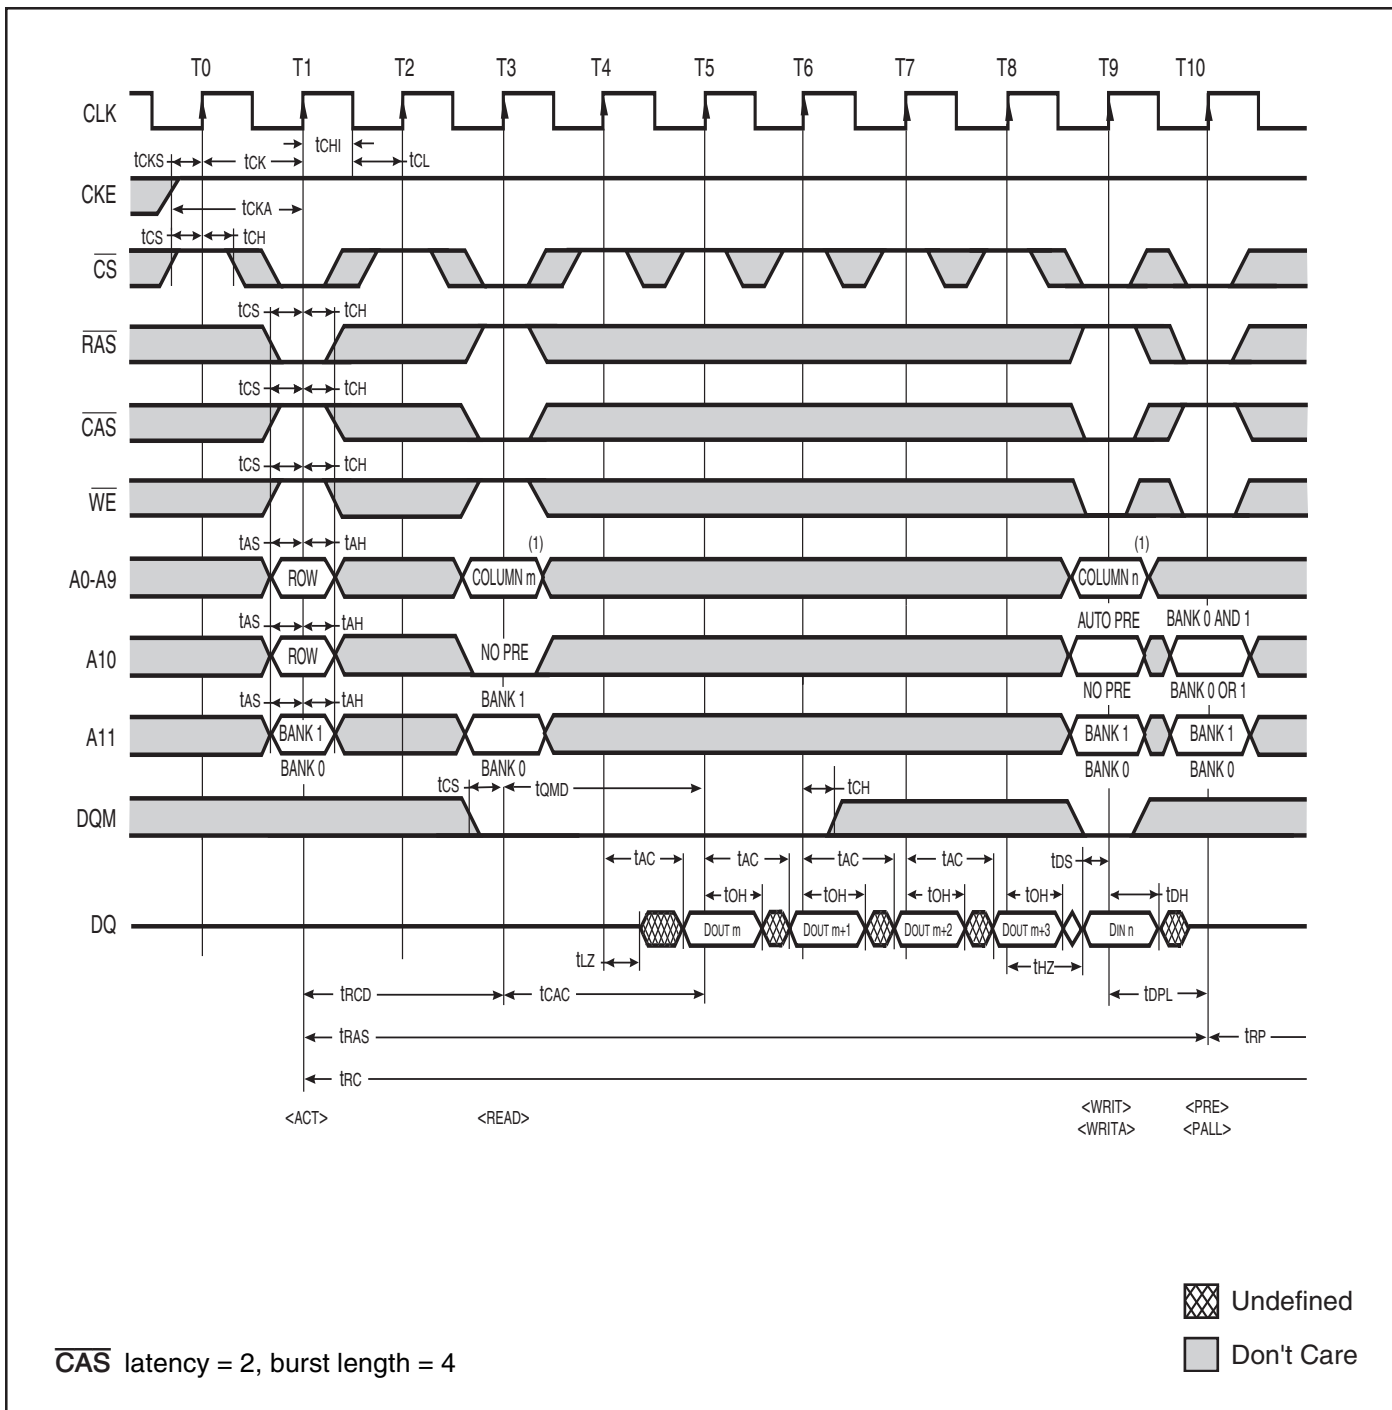 T0 T1 T2 T3 T4 T5 T6 T7 T8 T9 T10
CLK
tCHI
tCKS tCK tCL
CKE
tCKA
tCS tCH
CS
tCS tCH
RAS
tCS tCH
CAS
tCS tCH
WE
tAS tAH (1) (1)
A0-A9 ROW COLUMN m COLUMN n
tAS tAH AUTO PRE BANK 0 AND 1
A10 ROW NO PRE
tAS tAH BANK 1 NO PRE BANK 0 OR 1
A11 BANK 1 BANK 1 BANK 1
BANK 0 BANK 0 BANK 0 BANK 0
tCS tQMD tCH
DQM
tAC tAC tAC tAC tDS
tOH tOH tOH tOH tDH
DQ DOUT m DOUT m+1 DOUT m+2 DOUT m+3 DIN n
tLZ tHZ
tRCD tCAC tDPL
tRAS tRP
tRC
<ACT> <READ> <WRIT> <PRE>
<WRITA> <PALL>
Undefined
CAS latency = 2, burst length = 4 Don't Care